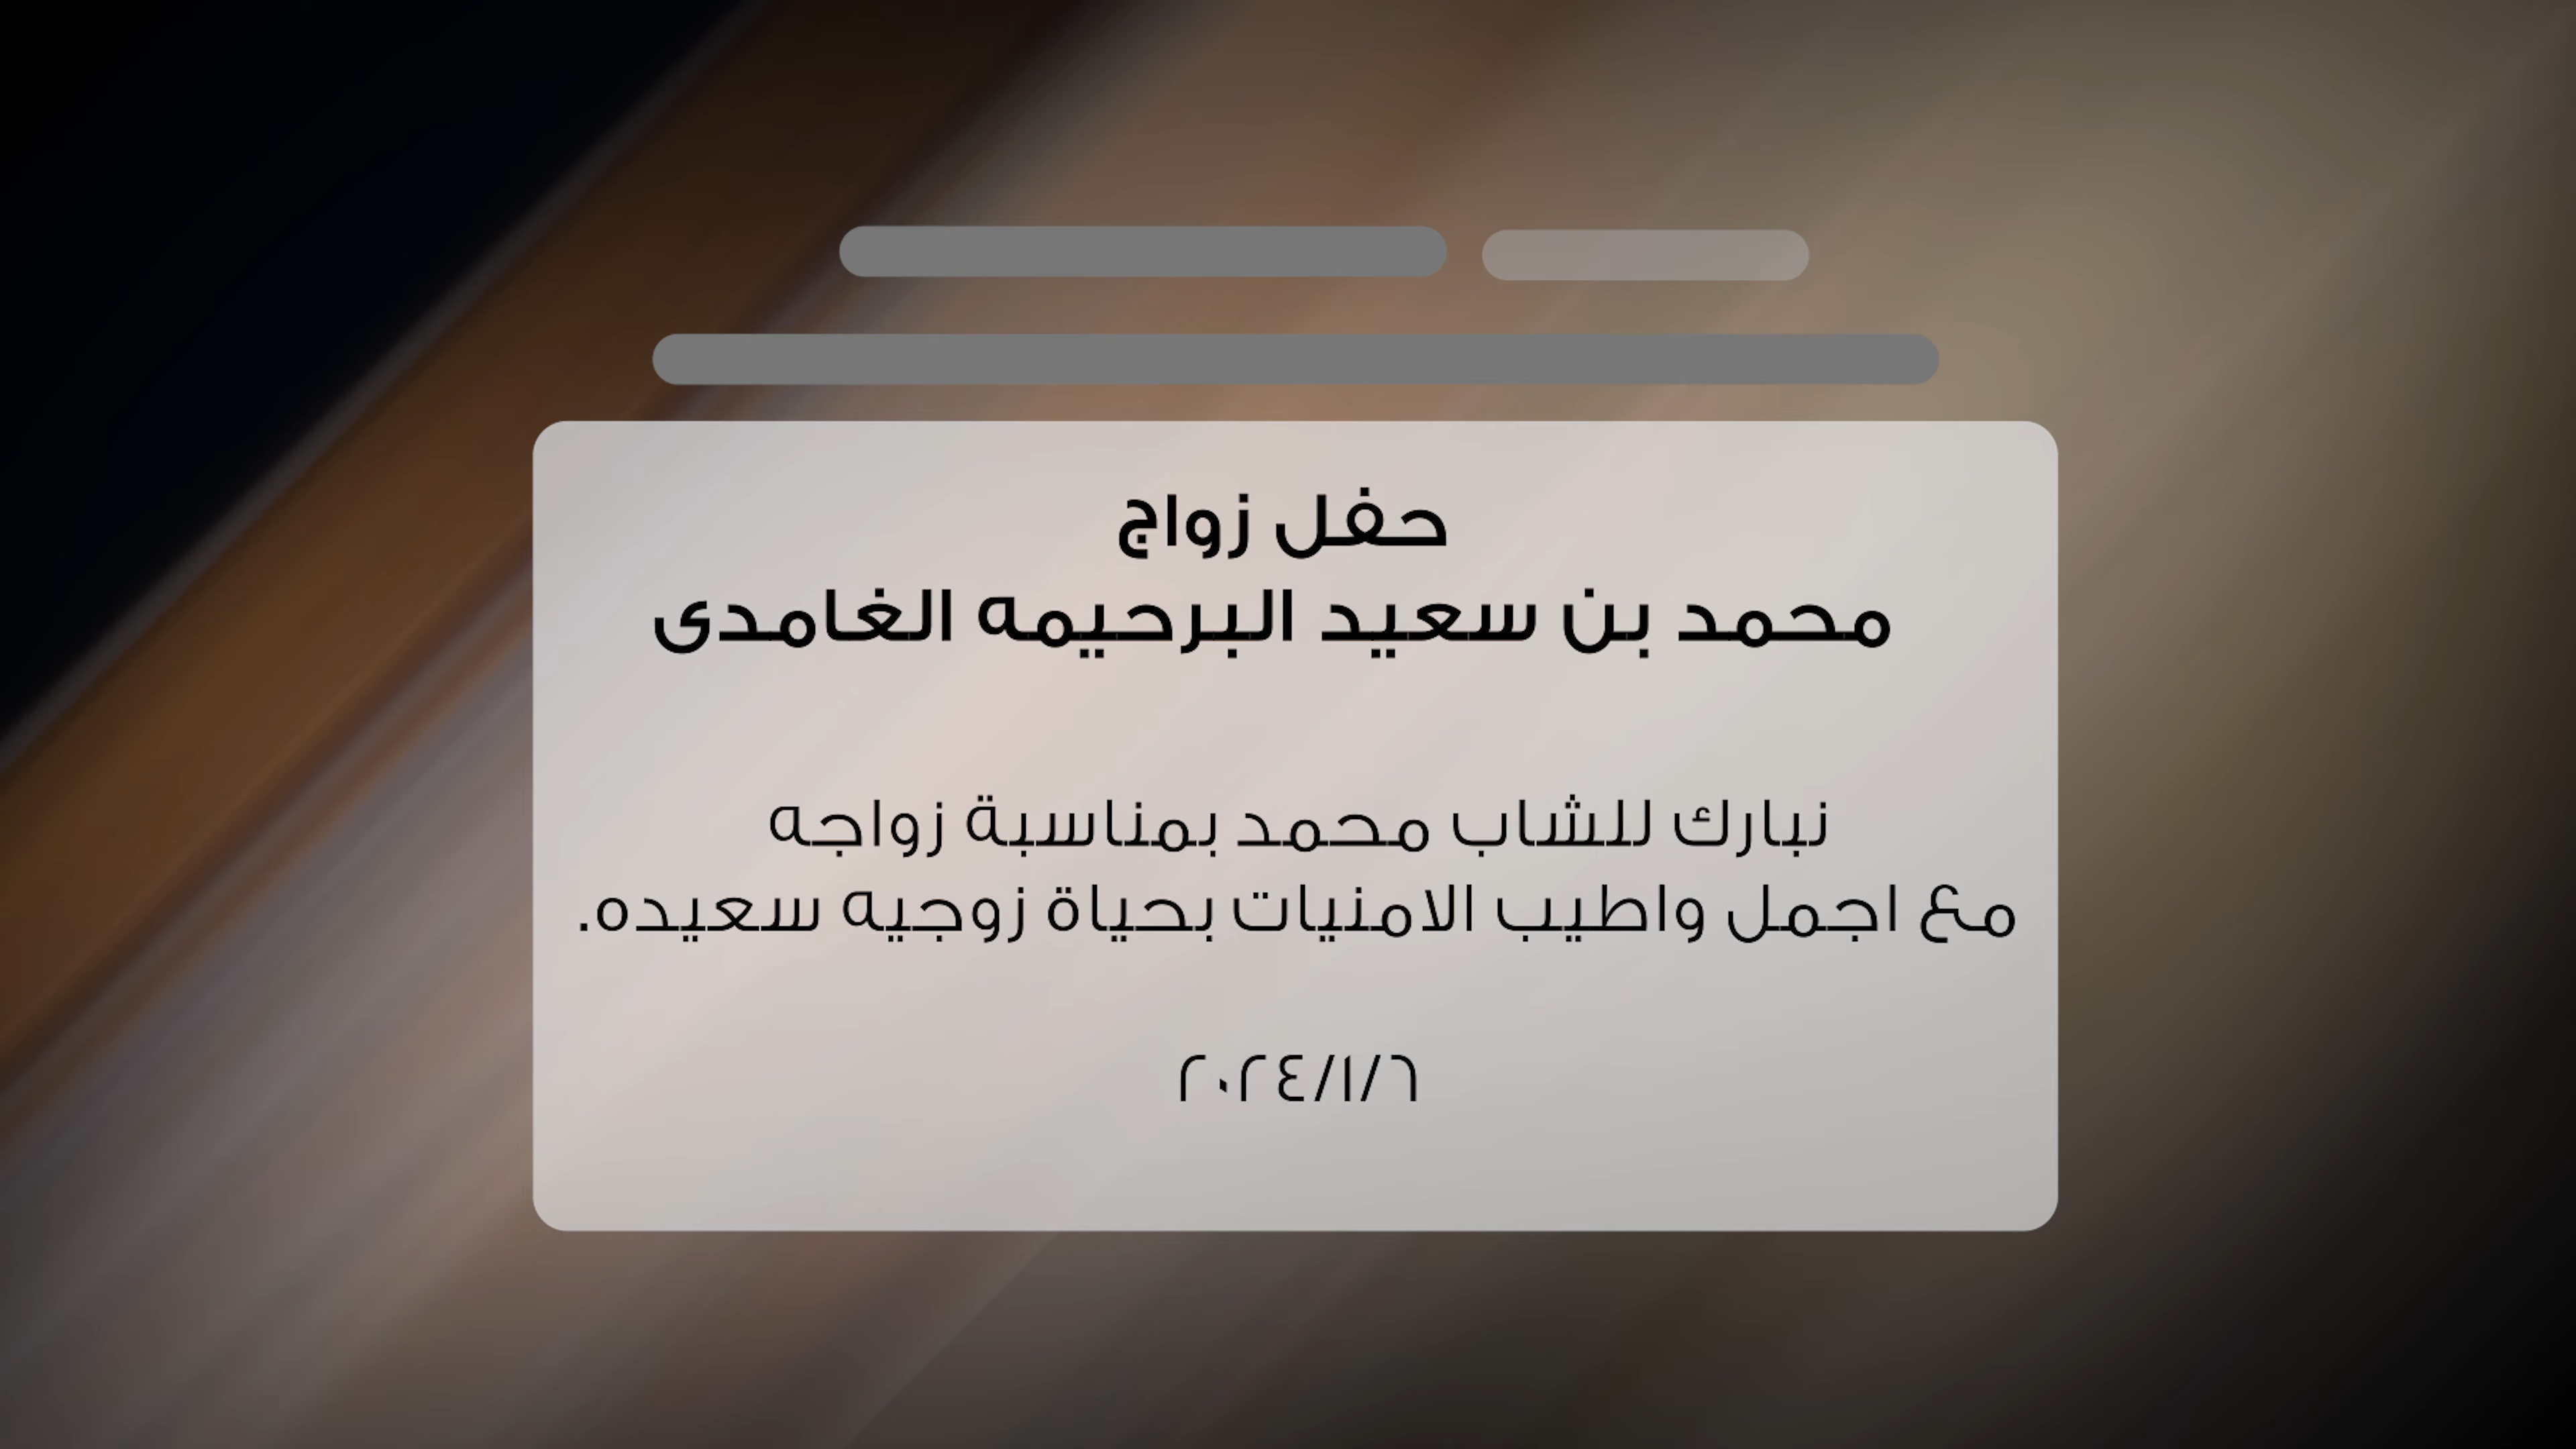 حفل زواج
محمد بن سعيد البرحيمه الغامدى
نبارك للشاب محمد بمناسبة زواجه
مع اجمل واطيب الامنيات بحياة زوجيه سعيده.
٢٠٢٤/١/٦